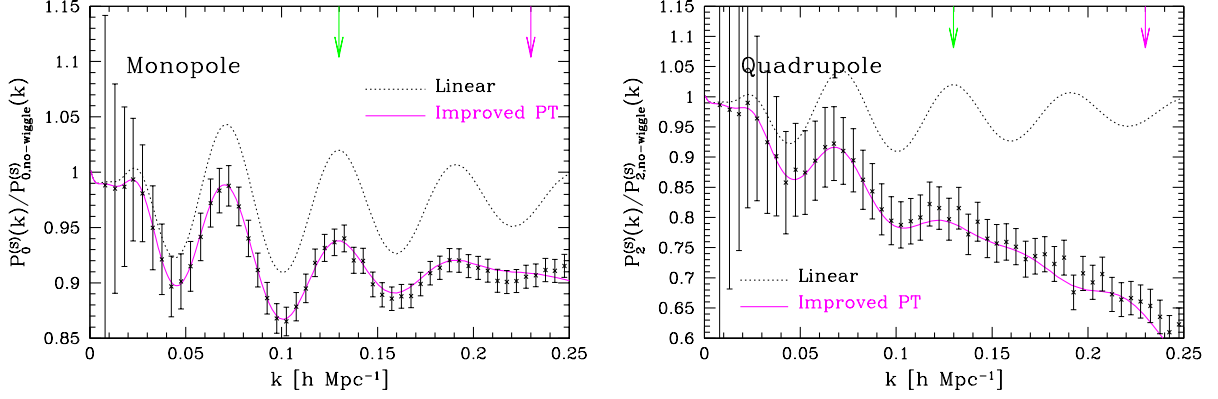 1.15
1.1
1.05
1
0.95
0.9
0.85
P0(S)(k)/P0,no−wiggle(S)(k)
Monopole
Linear
Improved PT
0 0.05 0.1 0.15 0.2 0.25
k [h Mpc−1]
1.15
1.1
1.05
1
0.95
0.9
0.85
0.8
0.75
0.7
0.65
0.6
P2(S)(k)/P2,no−wiggle(S)(k)
Quadrupole
Linear
Improved PT
0 0.05 0.1 0.15 0.2 0.25
k [h Mpc−1]